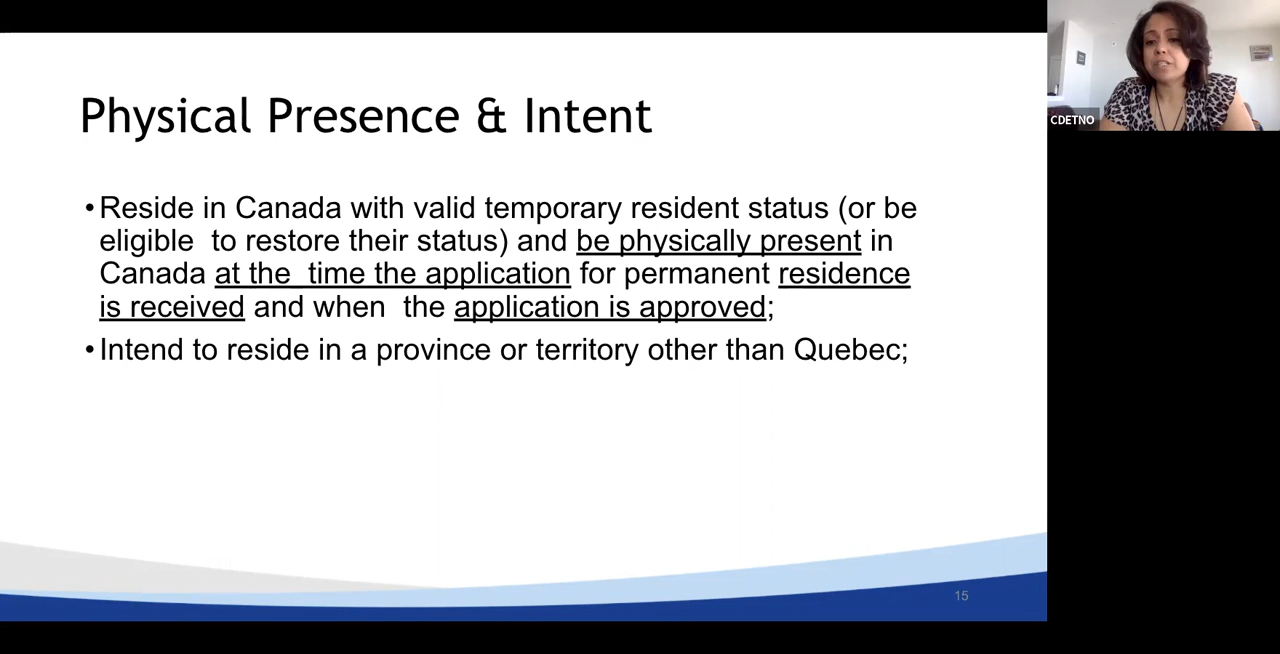 Physical Presence & Intent
•Reside in Canada with valid temporary resident status (or be
eligible  to restore their status) and be physically present in
Canada at the  time the application for permanent residence
is received and when  the application is approved;
•Intend to reside in a province or territory other than Quebec;
15
CDETNO